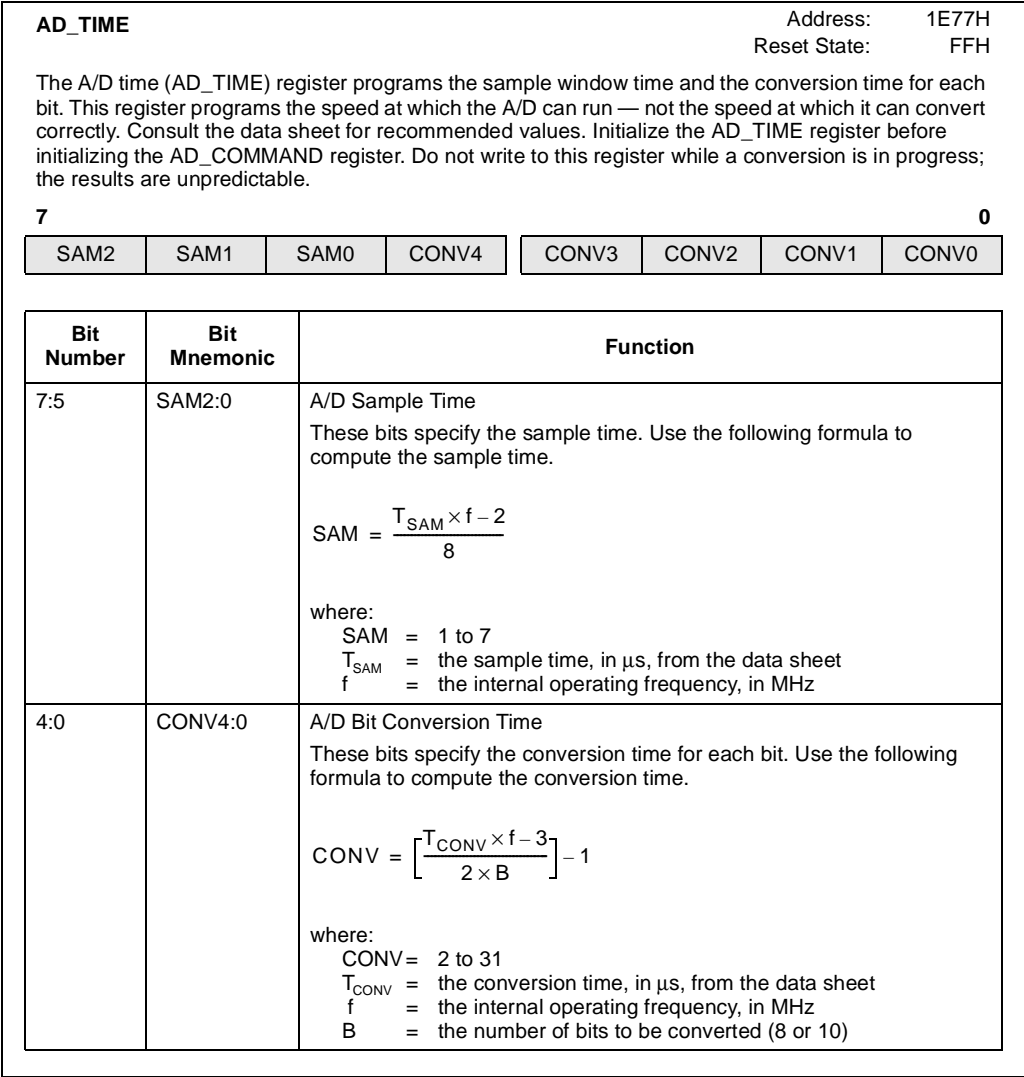 AD_TIME
Address: 1E77H
Reset State: FFH
The A/D time (AD_TIME) register programs the sample window time and the conversion time for each
bit. This register programs the speed at which the A/D can run — not the speed at which it can convert
correctly. Consult the data sheet for recommended values. Initialize the AD_TIME register before
initializing the AD_COMMAND register. Do not write to this register while a conversion is in progress;
the results are unpredictable.
7 0
SAM2 SAM1 SAM0 CONV4 CONV3 CONV2 CONV1 CONV0
Bit Number Bit Mnemonic Function
7:5 SAM2:0 A/D Sample Time
These bits specify the sample time. Use the following formula to
compute the sample time.
SAM = (T_SAM × f – 2) / 8
where:
SAM = 1 to 7
T_SAM = the sample time, in µs, from the data sheet
f = the internal operating frequency, in MHz
4:0 CONV4:0 A/D Bit Conversion Time
These bits specify the conversion time for each bit. Use the following
formula to compute the conversion time.
CONV = [(T_CONV × f – 3) / (2 × B)] – 1
where:
CONV = 2 to 31
T_CONV = the conversion time, in µs, from the data sheet
f = the internal operating frequency, in MHz
B = the number of bits to be converted (8 or 10)